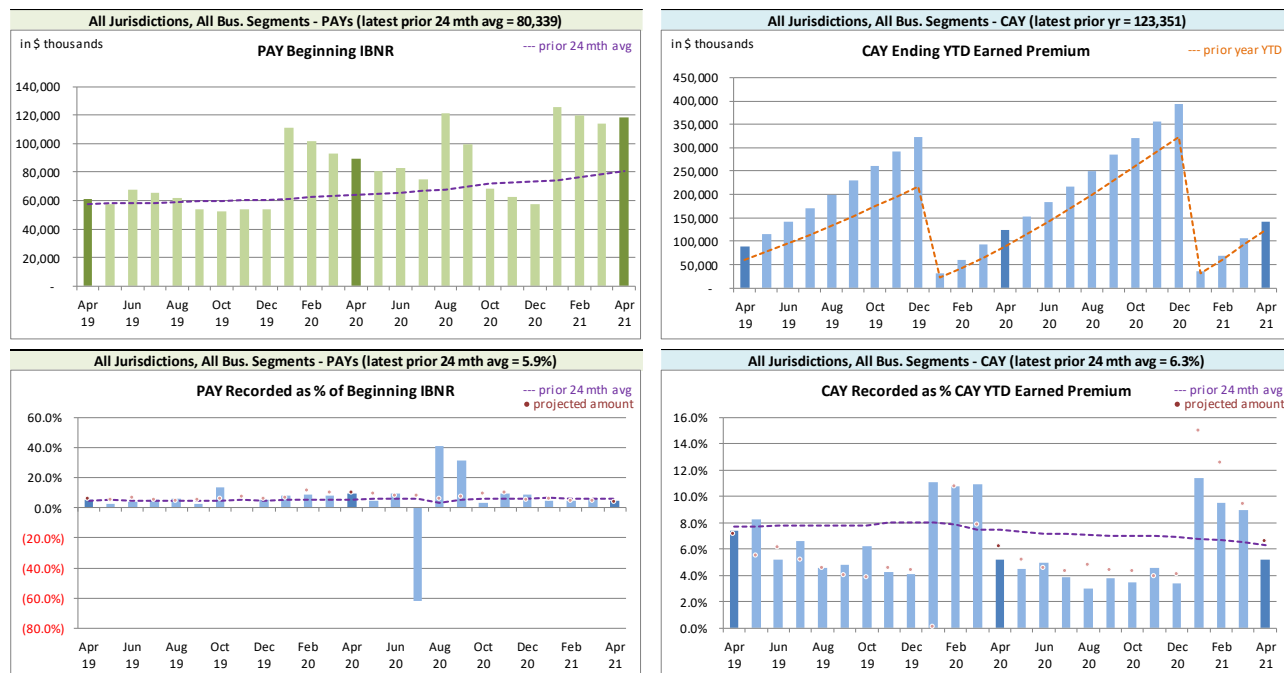 All Jurisdictions, All Bus. Segments - PAYs (latest prior 24 mth avg = 80,339)
in $ thousands
PAY Beginning IBNR
--- prior 24 mth avg
140,000
120,000
100,000
80,000
60,000
40,000
20,000
-
Apr Jun Aug Oct Dec Feb Apr Jun Aug Oct Dec Feb Apr
19 19 19 19 19 20 20 20 20 20 20 21 21
All Jurisdictions, All Bus. Segments - CAY (latest prior yr = 123,351)
in $ thousands
CAY Ending YTD Earned Premium
--- prior year YTD
450,000
400,000
350,000
300,000
250,000
200,000
150,000
100,000
50,000
-
Apr Jun Aug Oct Dec Feb Apr Jun Aug Oct Dec Feb Apr
19 19 19 19 19 20 20 20 20 20 20 21 21
All Jurisdictions, All Bus. Segments - PAYs (latest prior 24 mth avg = 5.9%)
PAY Recorded as % of Beginning IBNR
--- prior 24 mth avg
• projected amount
60.0%
40.0%
20.0%
0.0%
(20.0%)
(40.0%)
(60.0%)
(80.0%)
Apr Jun Aug Oct Dec Feb Apr Jun Aug Oct Dec Feb Apr
19 19 19 19 19 20 20 20 20 20 20 21 21
All Jurisdictions, All Bus. Segments - CAY (latest prior 24 mth avg = 6.3%)
CAY Recorded as % CAY YTD Earned Premium
--- prior 24 mth avg
• projected amount
16.0%
14.0%
12.0%
10.0%
8.0%
6.0%
4.0%
2.0%
0.0%
Apr Jun Aug Oct Dec Feb Apr Jun Aug Oct Dec Feb Apr
19 19 19 19 19 20 20 20 20 20 20 21 21